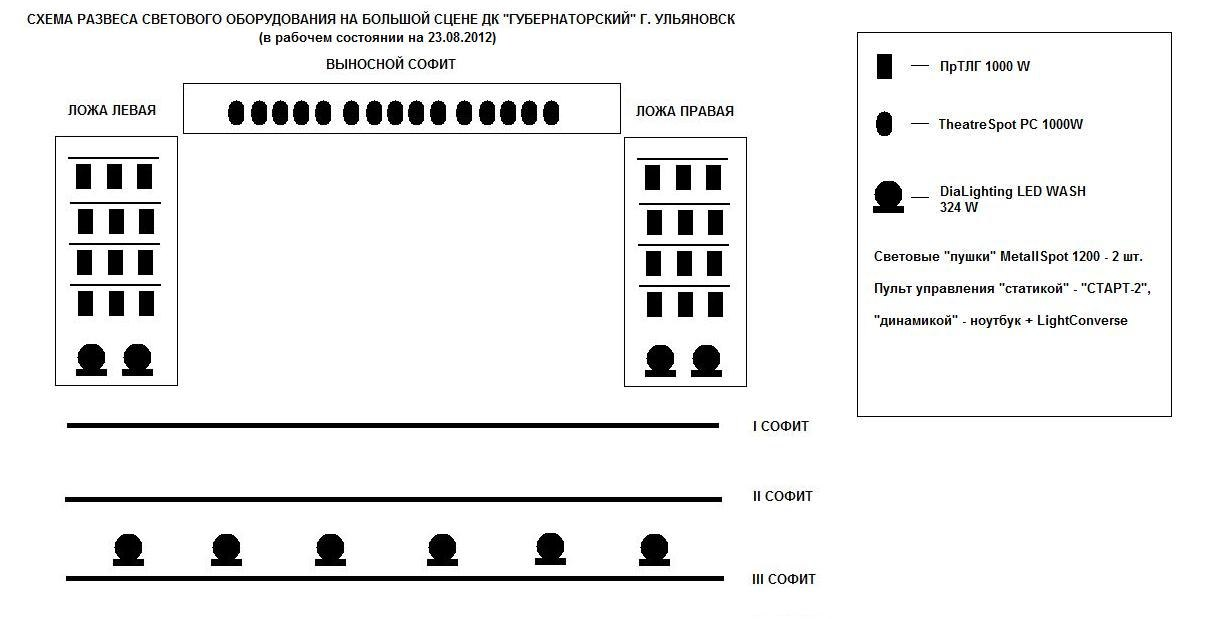 СХЕМА РАЗВЕСА СВЕТОВОГО ОБОРУДОВАНИЯ НА БОЛЬШОЙ СЦЕНЕ ДК "ГУБЕРНАТОРСКИЙ" Г. УЛЬЯНОВСК
(в рабочем состоянии на 23.08.2012)
ВЫНОСНОЙ СОФИТ
ЛОЖА ЛЕВАЯ
ЛОЖА ПРАВАЯ
I СОФИТ
II СОФИТ
III СОФИТ
ПрТЛГ 1000 W
TheatreSpot PC 1000W
DiaLighting LED WASH
324 W
Световые "пушки" MetallSpot 1200 - 2 шт.
Пульт управления "статикой" - "СТАРТ-2",
"динамикой" - ноутбук + LightConverse